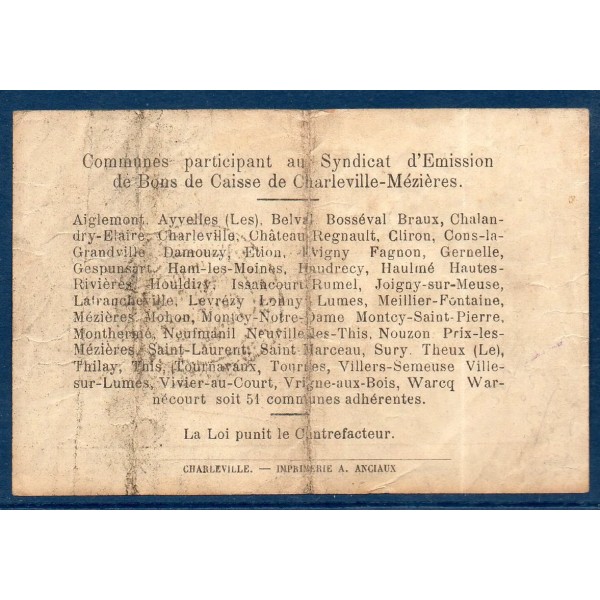 Communes participant au Syndicat d'Emission
de Bons de Caisse de Charleville-Mézières.
Aiglemont, Ayvelles (Les), Belval Bosséval Braux, Chalan-
dry-Elaire, Charleville, Château-Regnault, Cliron, Cons-la-
Grandville Damouzy, Etion, Evigny Fagnon, Gernelle,
Gespunsart, Ham-les-Moines, Haudrecy, Haulmé Hautes-
Rivières, Houldizy, Issancourt-Rumel, Joigny-sur-Meuse,
Lafrancheville, Levrézy Lonny, Lumes, Meillier-Fontaine,
Mézières, Mohon, Montcy-Notre-Dame Montcy-Saint-Pierre,
Monthermé, Neufmanil Neuville-les-This, Nouzon Prix-les-
Mézières, Saint-Laurent, Saint-Marceau, Sury, Theux (Le),
Thilay, This, Tournavaux, Tournes, Villers-Semeuse Ville-
sur-Lumes, Vivier-au-Court, Vrigne-aux-Bois, Warcq War-
nécourt soit 51 communes adhérentes.
La Loi punit le Contrefacteur.
CHARLEVILLE. — IMPRIMERIE A. ANCIAUX